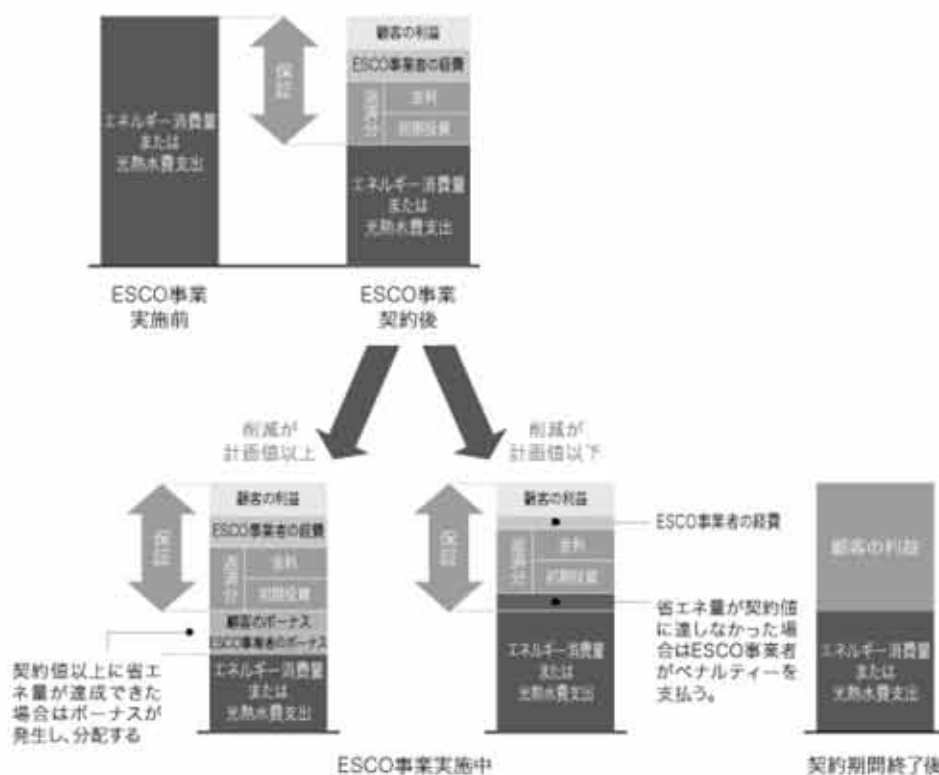 エネルギー消費量
または
光熱水費支出
保証
顧客の利益
ESCO事業者の経費
返済分
金利
初期投資
エネルギー消費量
または
光熱水費支出
ESCO事業
実施前
ESCO事業
契約後
削減が
計画値以上
削減が
計画値以下
保証
顧客の利益
ESCO事業者の経費
返済分
金利
初期投資
顧客のボーナス
ESCO事業者のボーナス
エネルギー消費量
または
光熱水費支出
契約値以上に省エ
ネ量が達成できた
場合はボーナスが
発生し、分配する
保証
顧客の利益
ESCO事業者の経費
返済分
金利
初期投資
エネルギー消費量
または
光熱水費支出
省エネ量が契約値
に達しなかった場
合はESCO事業者
がペナルティーを
支払う。
顧客の利益
エネルギー消費量
または
光熱水費支出
ESCO事業実施中
契約期間終了後